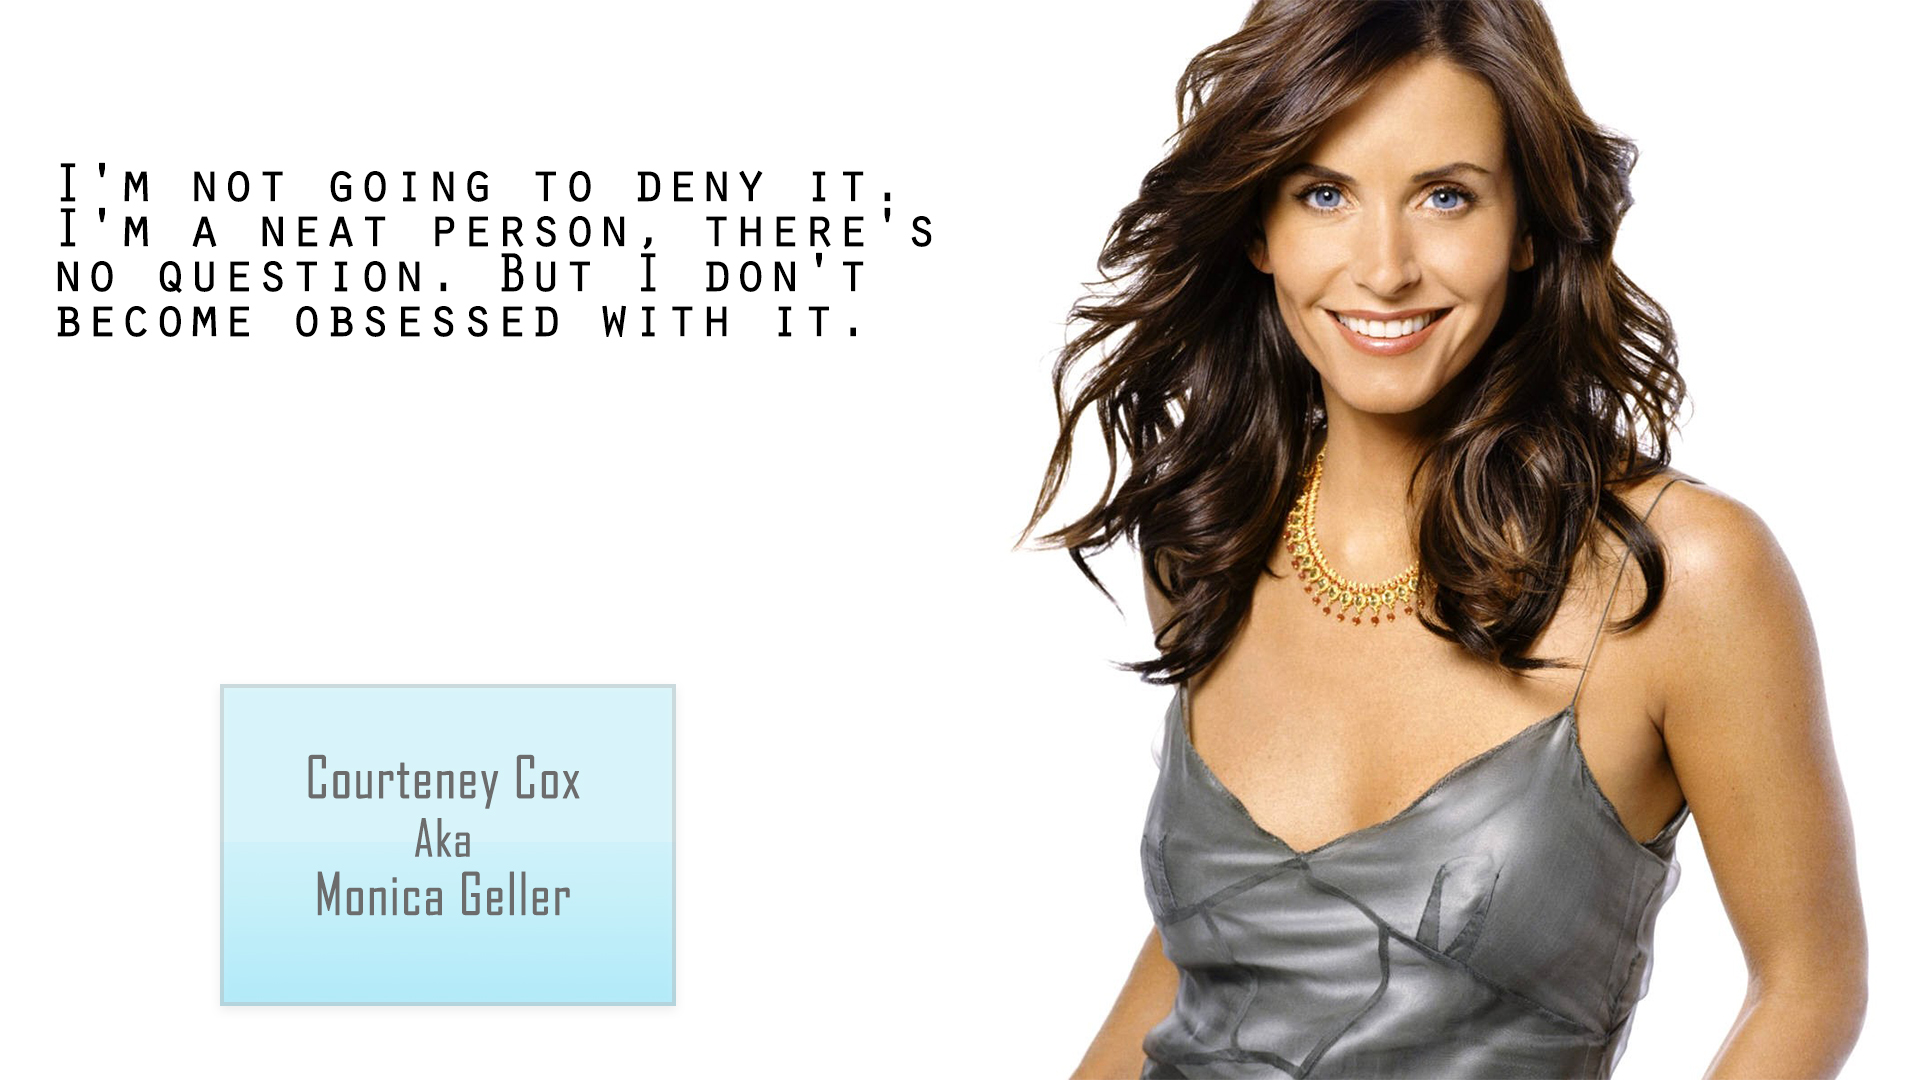 I'm not going to deny it.
I'm a neat person, there's
no question. But I don't
become obsessed with it.
Courteney Cox
Aka
Monica Geller